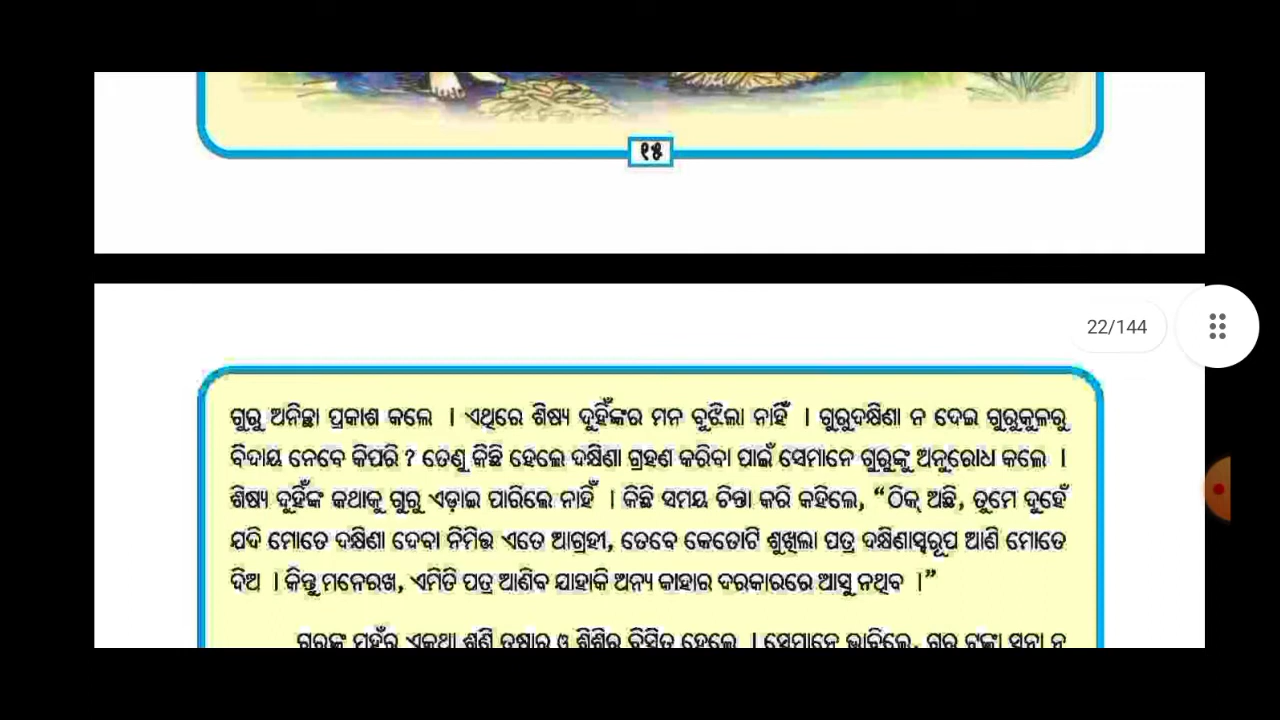 ୧୫
22/144
ଗୁରୁ ଅନିଚ୍ଛା ପ୍ରକାଶ କଲେ । ଏଥିରେ ଶିଷ୍ୟ ଦୁହିଁଙ୍କର ମନ ବୁଝିଲା ନାହିଁ । ଗୁରୁଦକ୍ଷିଣା ନ ଦେଇ ଗୁରୁକୁଳରୁ
ବିଦାୟ ନେବେ କିପରି ? ତେଣୁ କିଛି ହେଲେ ଦକ୍ଷିଣା ଗ୍ରହଣ କରିବା ପାଇଁ ସେମାନେ ଗୁରୁଙ୍କୁ ଅନୁରୋଧ କଲେ ।
ଶିଷ୍ୟ ଦୁହିଁଙ୍କ କଥାକୁ ଗୁରୁ ଏଡ଼ାଇ ପାରିଲେ ନାହିଁ । କିଛି ସମୟ ଚିନ୍ତା କରି କହିଲେ, “ଠିକ୍ ଅଛି, ତୁମେ ଦୁହେଁ
ଯଦି ମୋତେ ଦକ୍ଷିଣା ଦେବା ନିମିତ୍ତ ଏତେ ଆଗ୍ରହୀ, ତେବେ କେତୋଟି ଶୁଖିଲା ପତ୍ର ଦକ୍ଷିଣାସ୍ୱରୂପ ଆଣି ମୋତେ
ଦିଅ । କିନ୍ତୁ ମନେରଖ, ଏମିତି ପତ୍ର ଆଣିବ ଯାହାକି ଅନ୍ୟ କାହାର ଦରକାରରେ ଆସୁ ନଥିବ ।”
ଗୁରୁଙ୍କ ମୁହଁରୁ ଏକଥା ଶୁଣି ତୁଷାର ଓ ଶିଶିର ବିସ୍ମିତ ହେଲେ । ସେମାନେ ଭାବିଲେ, ଗୁରୁ ଟଙ୍କା ସୁନା ନ